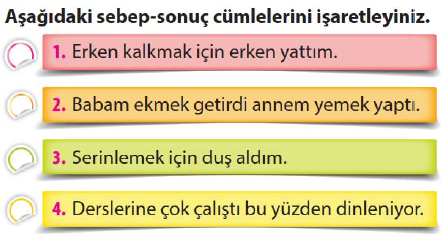 Aşağıdaki sebep-sonuç cümlelerini işaretleyiniz.
1. Erken kalkmak için erken yattım.
2. Babam ekmek getirdi annem yemek yaptı.
3. Serinlemek için duş aldım.
4. Derslerine çok çalıştı bu yüzden dinleniyor.